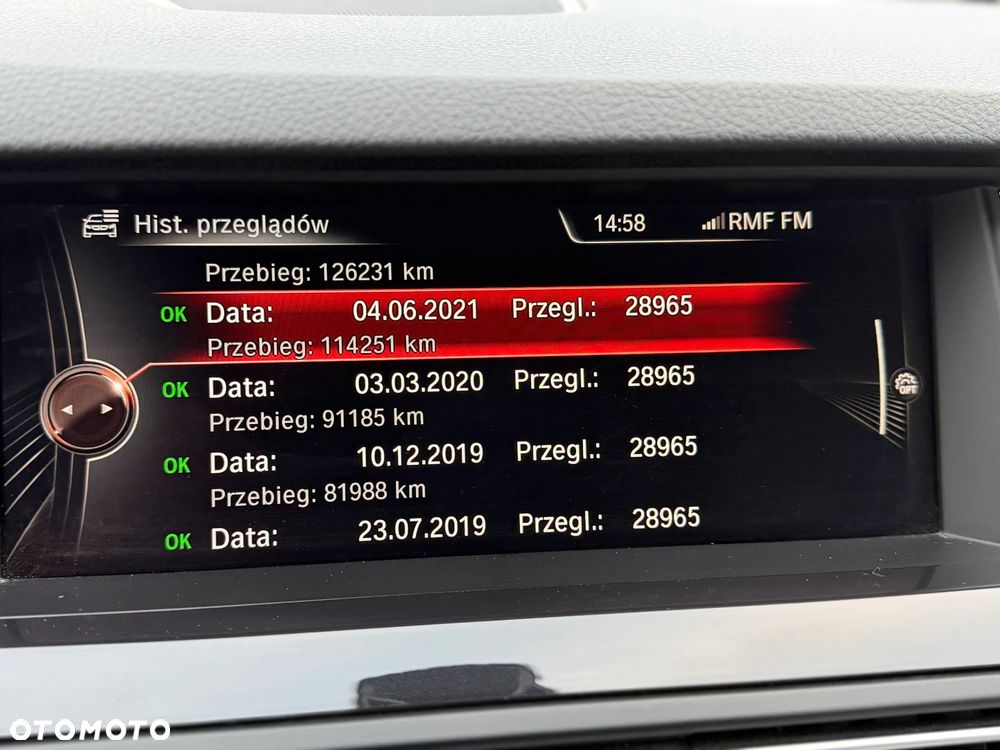 Hist. przeglądów 14:58 RMF FM
Przebieg: 126231 km
OK Data: 04.06.2021 Przegl.: 28965
Przebieg: 114251 km
OK Data: 03.03.2020 Przegl.: 28965
Przebieg: 91185 km
OK Data: 10.12.2019 Przegl.: 28965
Przebieg: 81988 km
OK Data: 23.07.2019 Przegl.: 28965
OPT
OTOMOTO